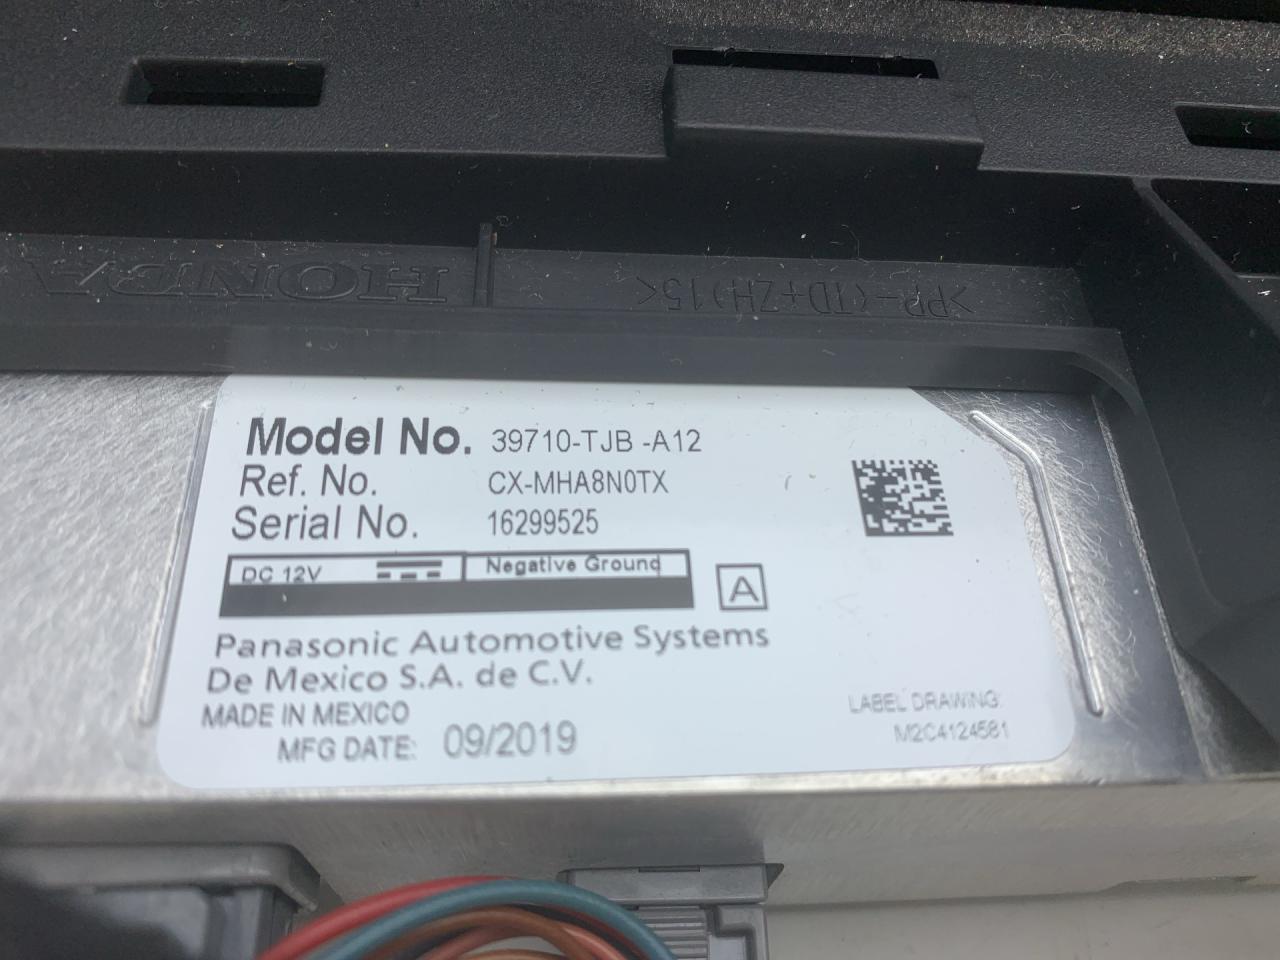 HONDA
>PP-(TD+ZH)15<
Model No. 39710-TJB -A12
Ref. No. CX-MHA8N0TX
Serial No. 16299525
DC 12V Negative Ground
A
Panasonic Automotive Systems
De Mexico S.A. de C.V.
MADE IN MEXICO
MFG DATE: 09/2019
LABEL DRAWING:
M2C4124581